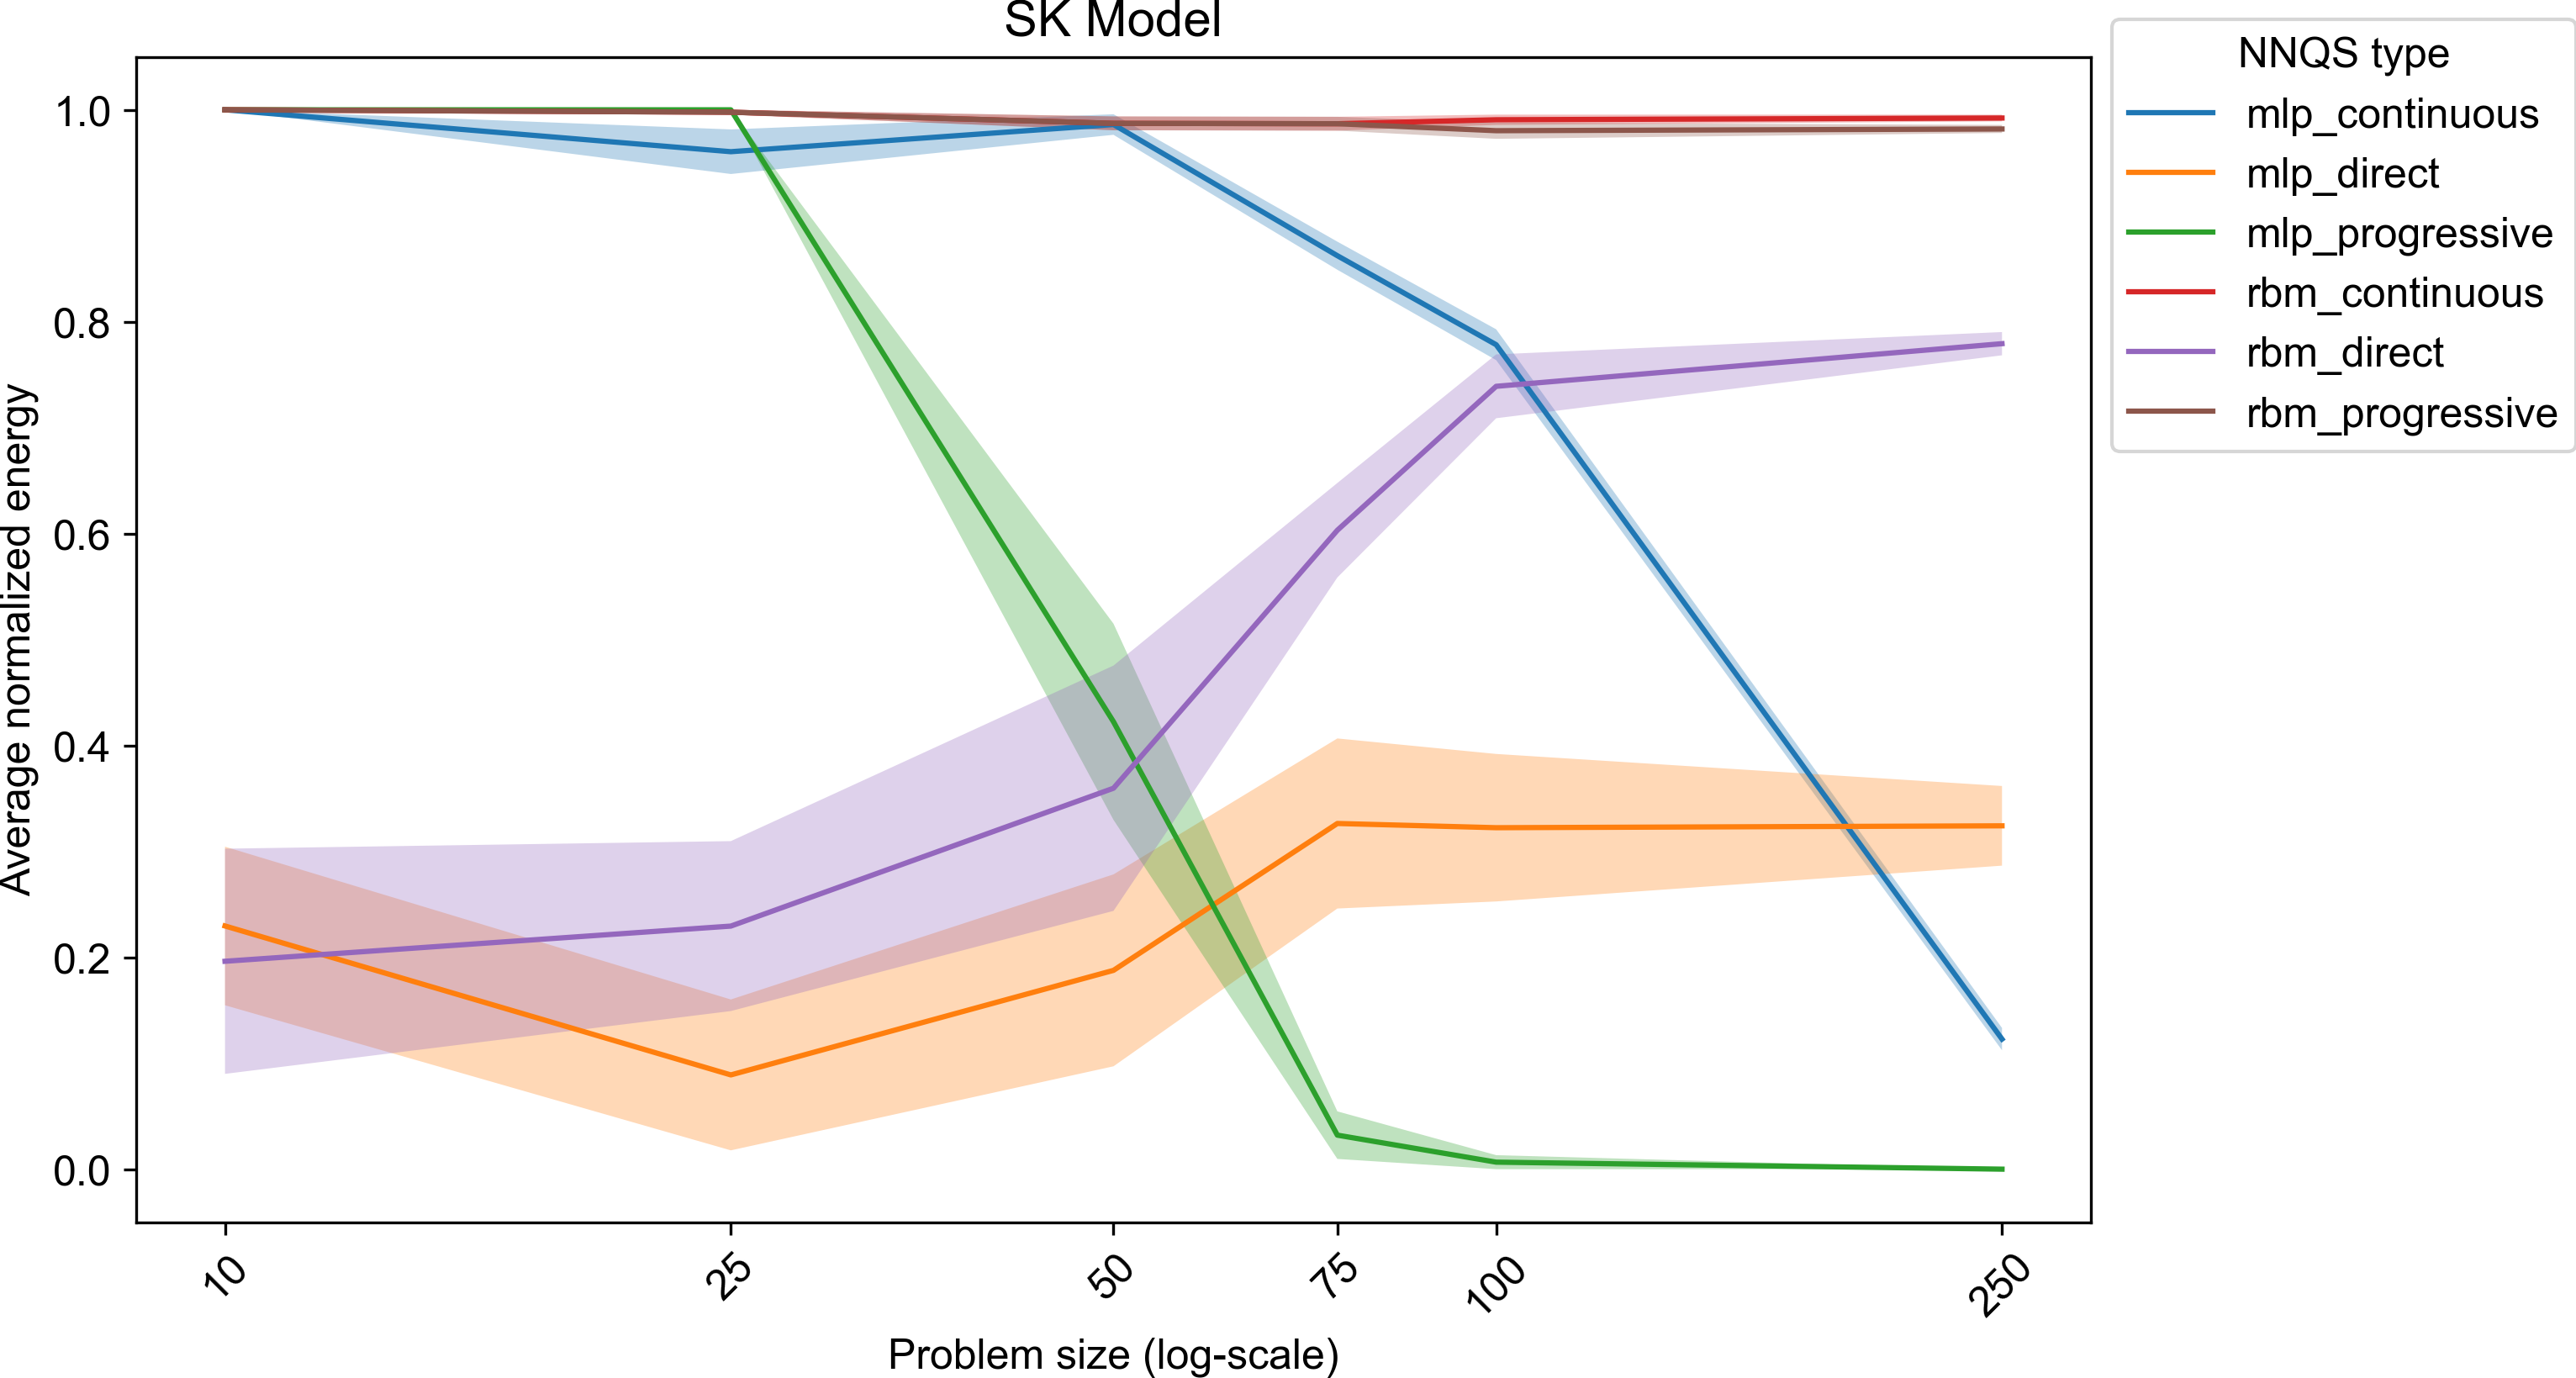 SK Model
NNQS type
mlp_continuous
mlp_direct
mlp_progressive
rbm_continuous
rbm_direct
rbm_progressive
Average normalized energy
1.0
0.8
0.6
0.4
0.2
0.0
10
25
50
75
100
250
Problem size (log-scale)